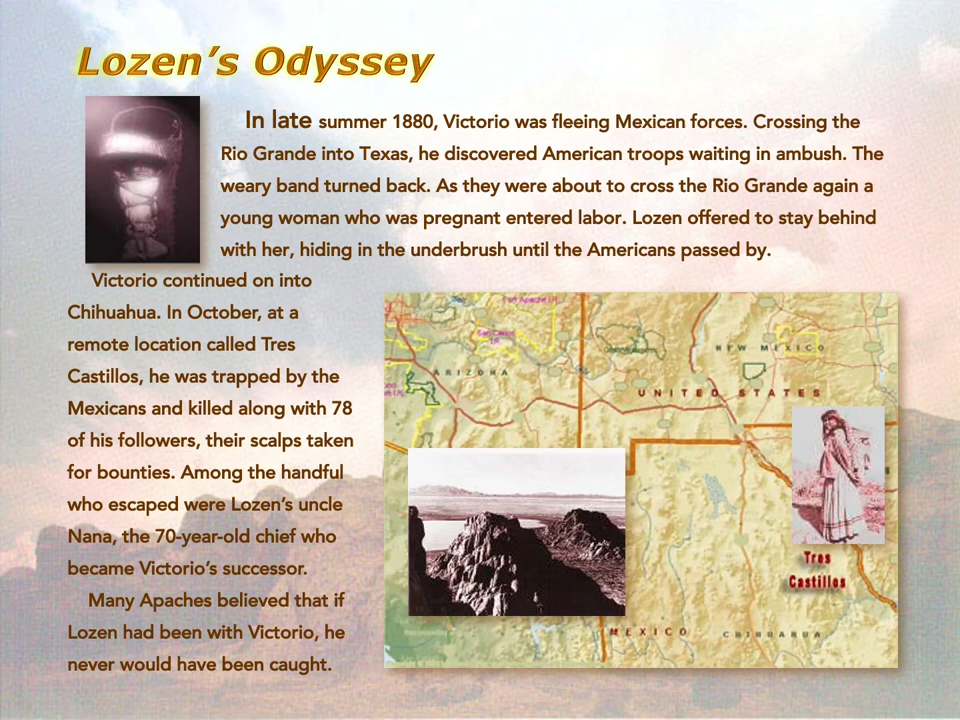 Lozen's Odyssey
In late summer 1880, Victorio was fleeing Mexican forces. Crossing the
Rio Grande into Texas, he discovered American troops waiting in ambush. The
weary band turned back. As they were about to cross the Rio Grande again a
young woman who was pregnant entered labor. Lozen offered to stay behind
with her, hiding in the underbrush until the Americans passed by.
Victorio continued on into
Chihuahua. In October, at a
remote location called Tres
Castillos, he was trapped by the
Mexicans and killed along with 78
of his followers, their scalps taken
for bounties. Among the handful
who escaped were Lozen's uncle
Nana, the 70-year-old chief who
became Victorio's successor.
Many Apaches believed that if
Lozen had been with Victorio, he
never would have been caught.
Fort Apache I.R.
San Carlos
I.R.
ARIZONA
NEW MEXICO
UNITED STATES
Tres
Castillos
MEXICO
CHIHUAHUA